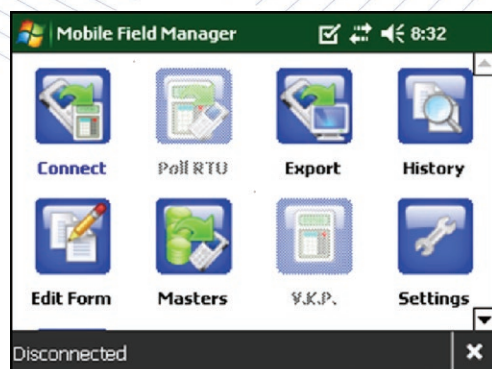 Mobile Field Manager 8:32
Connect Poll RTU Export History
Edit Form Masters V.K.P. Settings
Disconnected